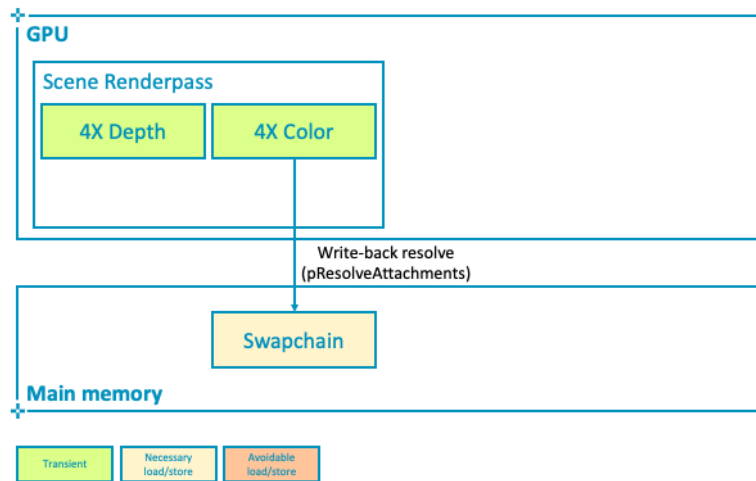 GPU
Scene Renderpass
4X Depth
4X Color
Write-back resolve
(pResolveAttachments)
Swapchain
Main memory
Transient
Necessary
load/store
Avoidable
load/store